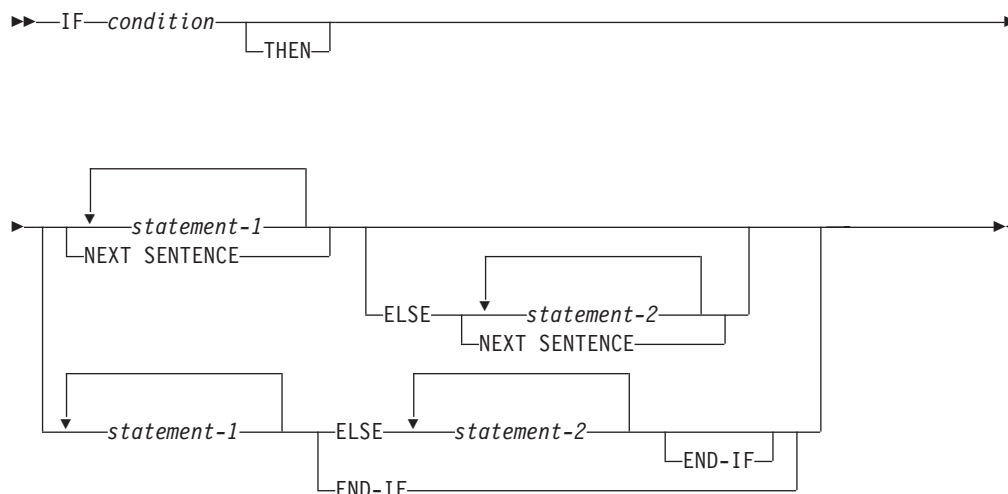 IF condition
THEN
statement-1
NEXT SENTENCE
ELSE statement-2
NEXT SENTENCE
statement-1 ELSE statement-2
END-IF
END-IF